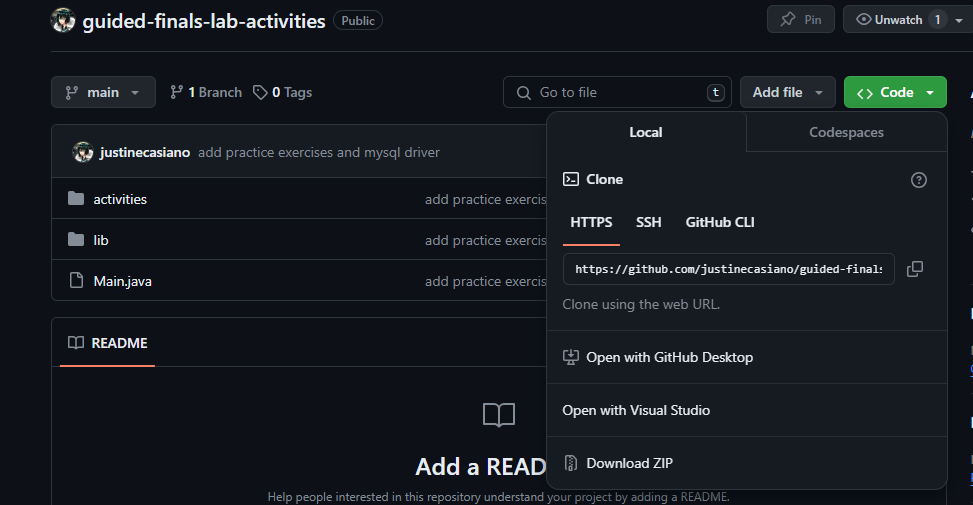 guided-finals-lab-activities Public Pin Unwatch 1
main 1 Branch 0 Tags Go to file t Add file Code
justinecasiano add practice exercises and mysql driver
activities add practice
lib add practice
Main.java add practice
README
Add a
Help people interested in this repository understand your project by adding a README.
Local Codespaces
Clone
HTTPS SSH GitHub CLI
https://github.com/justinecasiano/guided-finals
Clone using the web URL.
Open with GitHub Desktop
Open with Visual Studio
Download ZIP